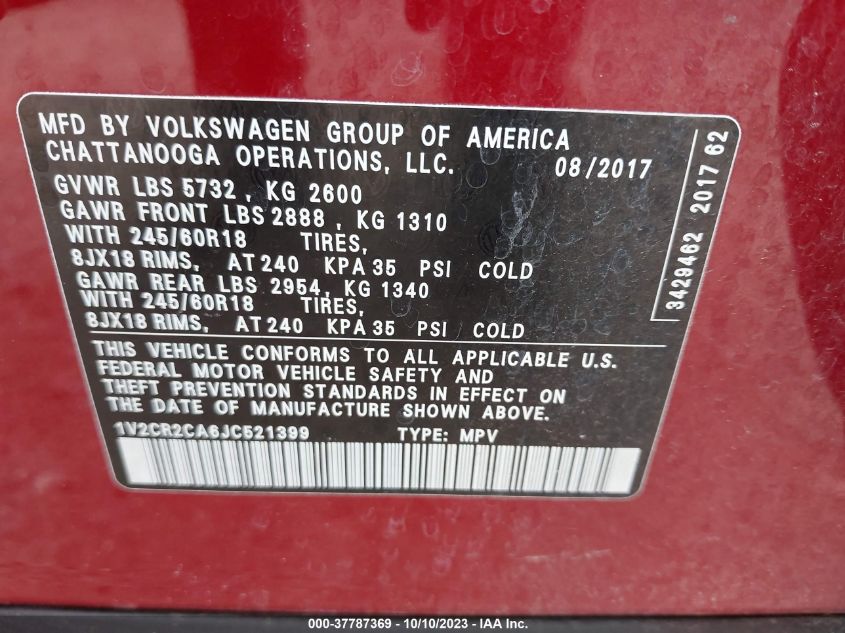 MFD BY VOLKSWAGEN GROUP OF AMERICA
CHATTANOOGA OPERATIONS, LLC. 08/2017
GVWR LBS 5732, KG 2600
GAWR FRONT LBS 2888, KG 1310
WITH 245/60R18 TIRES,
8JX18 RIMS, AT 240 KPA 35 PSI COLD
GAWR REAR LBS 2954, KG 1340
WITH 245/60R18 TIRES,
8JX18 RIMS, AT 240 KPA 35 PSI COLD
THIS VEHICLE CONFORMS TO ALL APPLICABLE U.S.
FEDERAL MOTOR VEHICLE SAFETY AND
THEFT PREVENTION STANDARDS IN EFFECT ON
THE DATE OF MANUFACTURE SHOWN ABOVE.
1V2CR2CA6JC521399 TYPE: MPV
3429462 2017 62
000-37787369 - 10/10/2023 - IAA Inc.